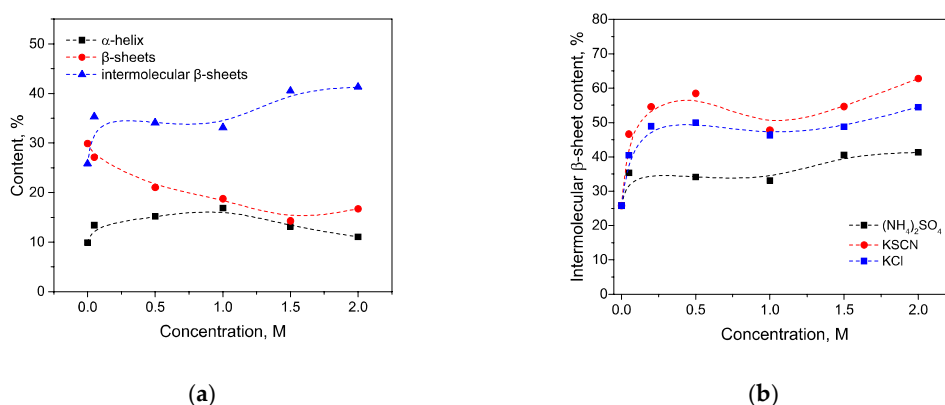 50
40
30
20
10
0
Content, %
α-helix
β-sheets
intermolecular β-sheets
0.0 0.5 1.0 1.5 2.0
Concentration, M
(a)
80
70
60
50
40
30
20
10
0
Intermolecular β-sheet content, %
(NH₄)₂SO₄
KSCN
KCl
0.0 0.5 1.0 1.5 2.0
Concentration, M
(b)